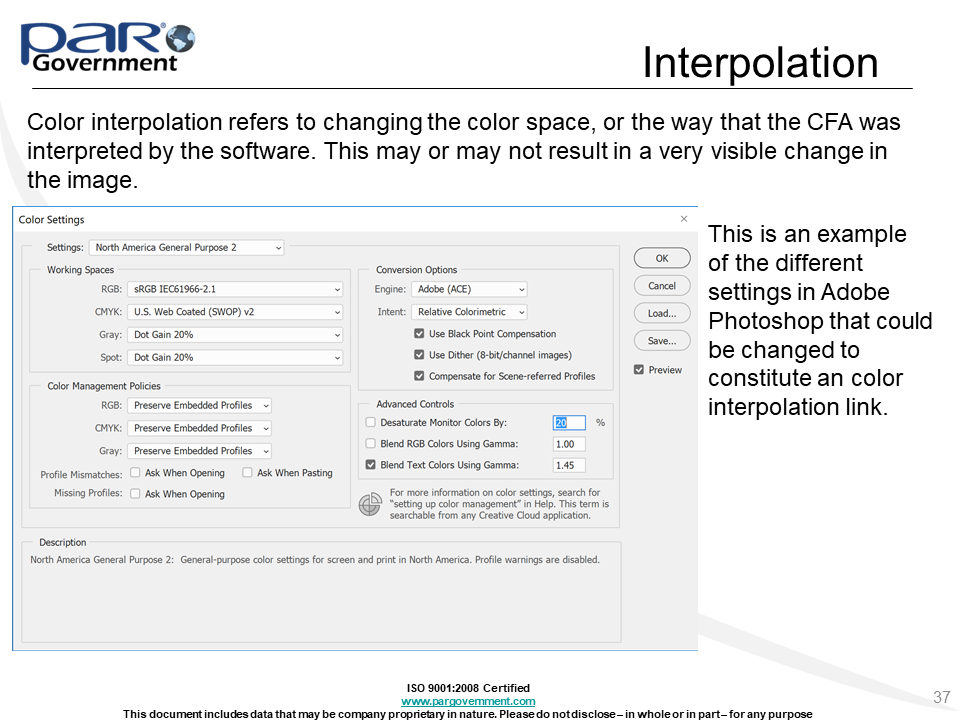 PAR Government
Interpolation
Color interpolation refers to changing the color space, or the way that the CFA was
interpreted by the software. This may or may not result in a very visible change in
the image.
This is an example
of the different
settings in Adobe
Photoshop that could
be changed to
constitute an color
interpolation link.
Color Settings
Settings: North America General Purpose 2
Working Spaces
RGB: sRGB IEC61966-2.1
CMYK: U.S. Web Coated (SWOP) v2
Gray: Dot Gain 20%
Spot: Dot Gain 20%
Color Management Policies
RGB: Preserve Embedded Profiles
CMYK: Preserve Embedded Profiles
Gray: Preserve Embedded Profiles
Profile Mismatches: Ask When Opening Ask When Pasting
Missing Profiles: Ask When Opening
Conversion Options
Engine: Adobe (ACE)
Intent: Relative Colorimetric
Use Black Point Compensation
Use Dither (8-bit/channel images)
Compensate for Scene-referred Profiles
Advanced Controls
Desaturate Monitor Colors By: 20 %
Blend RGB Colors Using Gamma: 1.00
Blend Text Colors Using Gamma: 1.45
For more information on color settings, search for
"setting up color management" in Help. This term is
searchable from any Creative Cloud application.
OK
Cancel
Load...
Save...
Preview
Description
North America General Purpose 2: General-purpose color settings for screen and print in North America. Profile warnings are disabled.
ISO 9001:2008 Certified
www.pargovernment.com
This document includes data that may be company proprietary in nature. Please do not disclose – in whole or in part – for any purpose
37